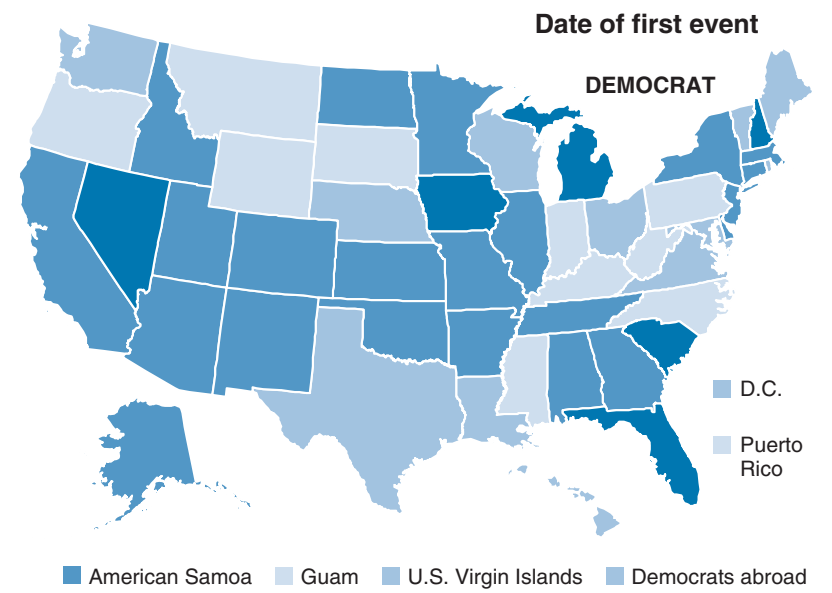 Date of first event
DEMOCRAT
D.C.
Puerto
Rico
American Samoa
Guam
U.S. Virgin Islands
Democrats abroad